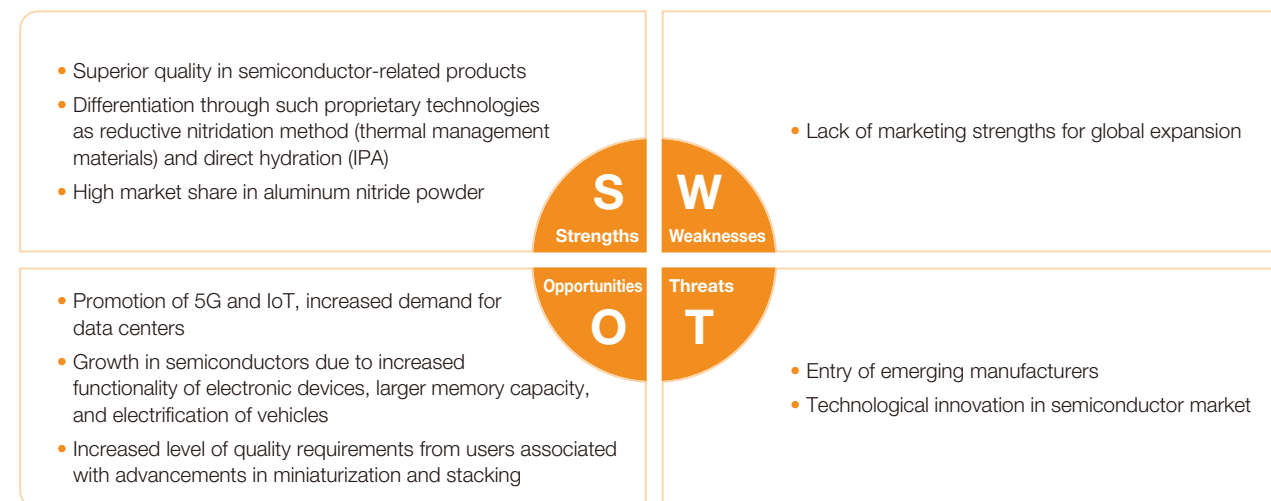 • Superior quality in semiconductor-related products
• Differentiation through such proprietary technologies
as reductive nitridation method (thermal management
materials) and direct hydration (IPA)
• High market share in aluminum nitride powder
S
Strengths
• Lack of marketing strengths for global expansion
W
Weaknesses
Opportunities
O
• Promotion of 5G and IoT, increased demand for
data centers
• Growth in semiconductors due to increased
functionality of electronic devices, larger memory capacity,
and electrification of vehicles
• Increased level of quality requirements from users associated
with advancements in miniaturization and stacking
Threats
T
• Entry of emerging manufacturers
• Technological innovation in semiconductor market